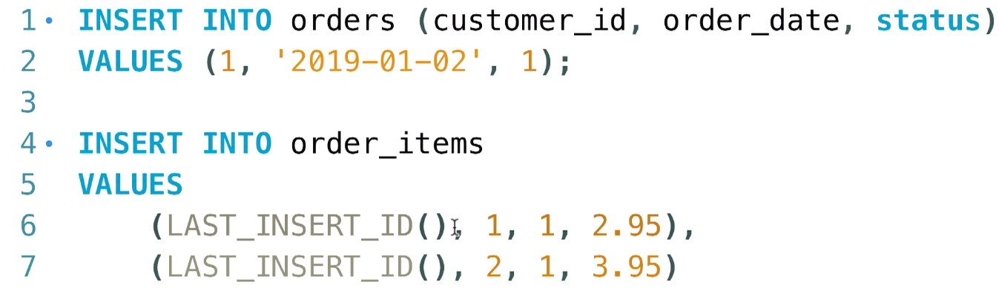 1 INSERT INTO orders (customer_id, order_date, status)
2 VALUES (1, '2019-01-02', 1);
3
4 INSERT INTO order_items
5 VALUES
6 (LAST_INSERT_ID(), 1, 1, 2.95),
7 (LAST_INSERT_ID(), 2, 1, 3.95)